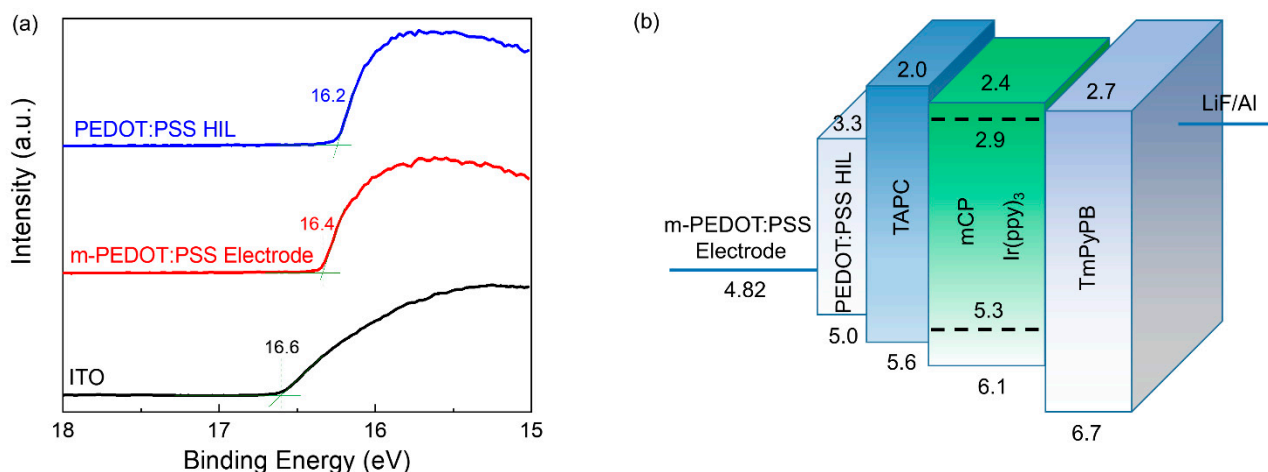 (a)
Intensity (a.u.)
PEDOT:PSS HIL
16.2
m-PEDOT:PSS Electrode
16.4
ITO
16.6
18
17
16
15
Binding Energy (eV)
(b)
m-PEDOT:PSS
Electrode
4.82
3.3
PEDOT:PSS HIL
5.0
2.0
TAPC
5.6
2.4
2.9
mCP
Ir(ppy)₃
5.3
6.1
2.7
TmPyPB
6.7
LiF/Al